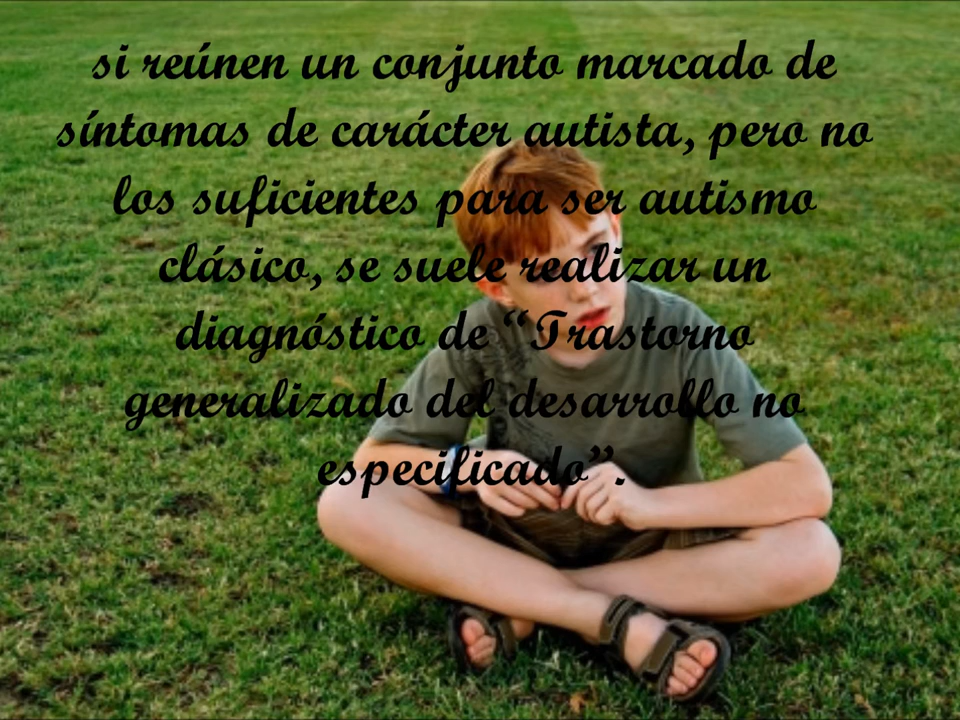 si reúnen un conjunto marcado de
síntomas de carácter autista, pero no
los suficientes para ser autismo
clásico, se suele realizar un
diagnóstico de “Trastorno
generalizado del desarrollo no
especificado”.